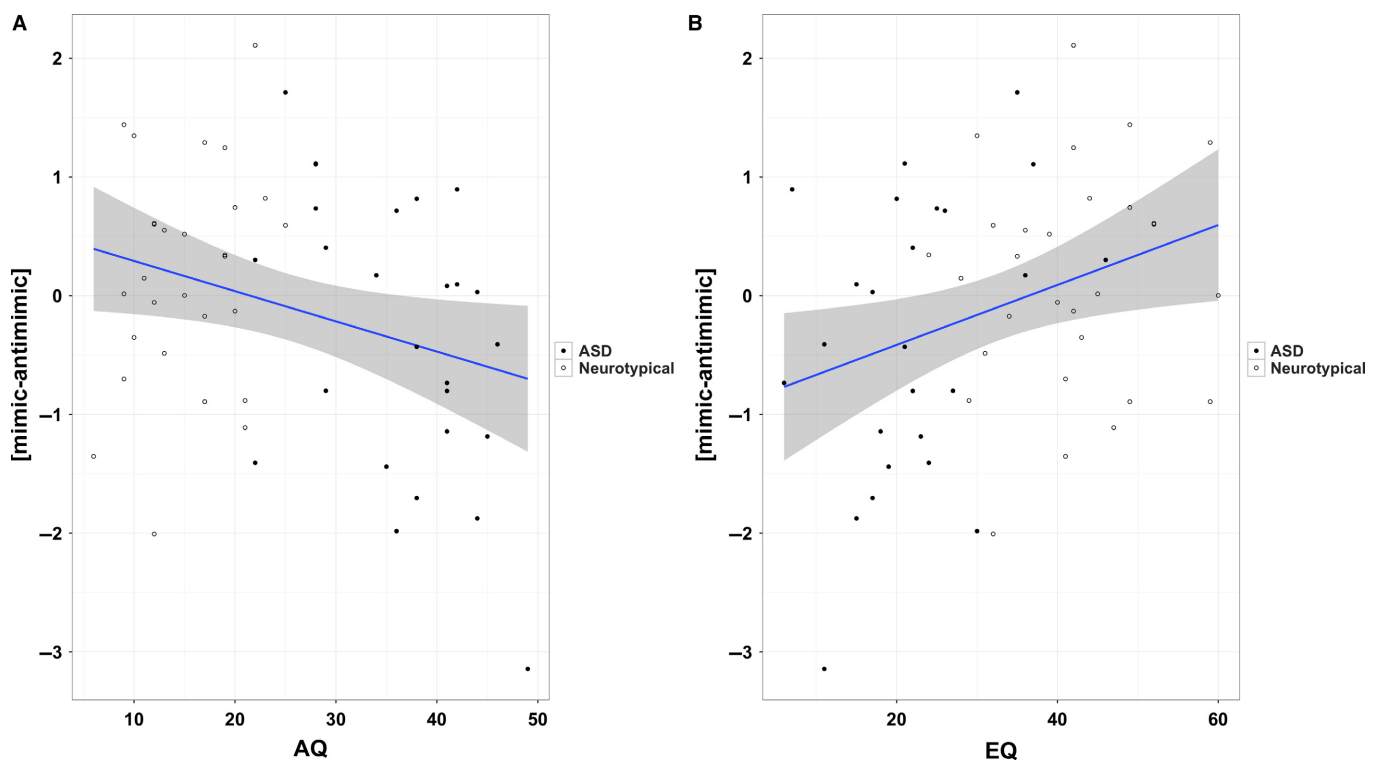 A
[mimic-antimimic]
2
1
0
−1
−2
−3
10 20 30 40 50
AQ
ASD
Neurotypical
B
[mimic-antimimic]
2
1
0
−1
−2
−3
20 40 60
EQ
ASD
Neurotypical